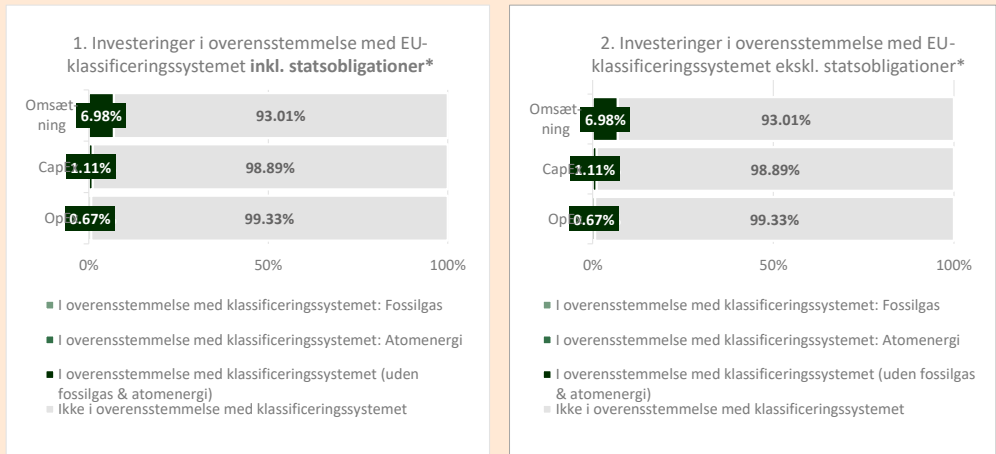 1. Investeringer i overensstemmelse med EU-
klassificeringssystemet inkl. statsobligationer*
Omsæt-
ning
6.98%
93.01%
CapEx
1.11%
98.89%
OpEx
0.67%
99.33%
0%
50%
100%
I overensstemmelse med klassificeringssystemet: Fossilgas
I overensstemmelse med klassificeringssystemet: Atomenergi
I overensstemmelse med klassificeringssystemet (uden
fossilgas & atomenergi)
Ikke i overensstemmelse med klassificeringssystemet
2. Investeringer i overensstemmelse med EU-
klassificeringssystemet ekskl. statsobligationer*
Omsæt-
ning
6.98%
93.01%
CapEx
1.11%
98.89%
OpEx
0.67%
99.33%
0%
50%
100%
I overensstemmelse med klassificeringssystemet: Fossilgas
I overensstemmelse med klassificeringssystemet: Atomenergi
I overensstemmelse med klassificeringssystemet (uden fossilgas
& atomenergi)
Ikke i overensstemmelse med klassificeringssystemet